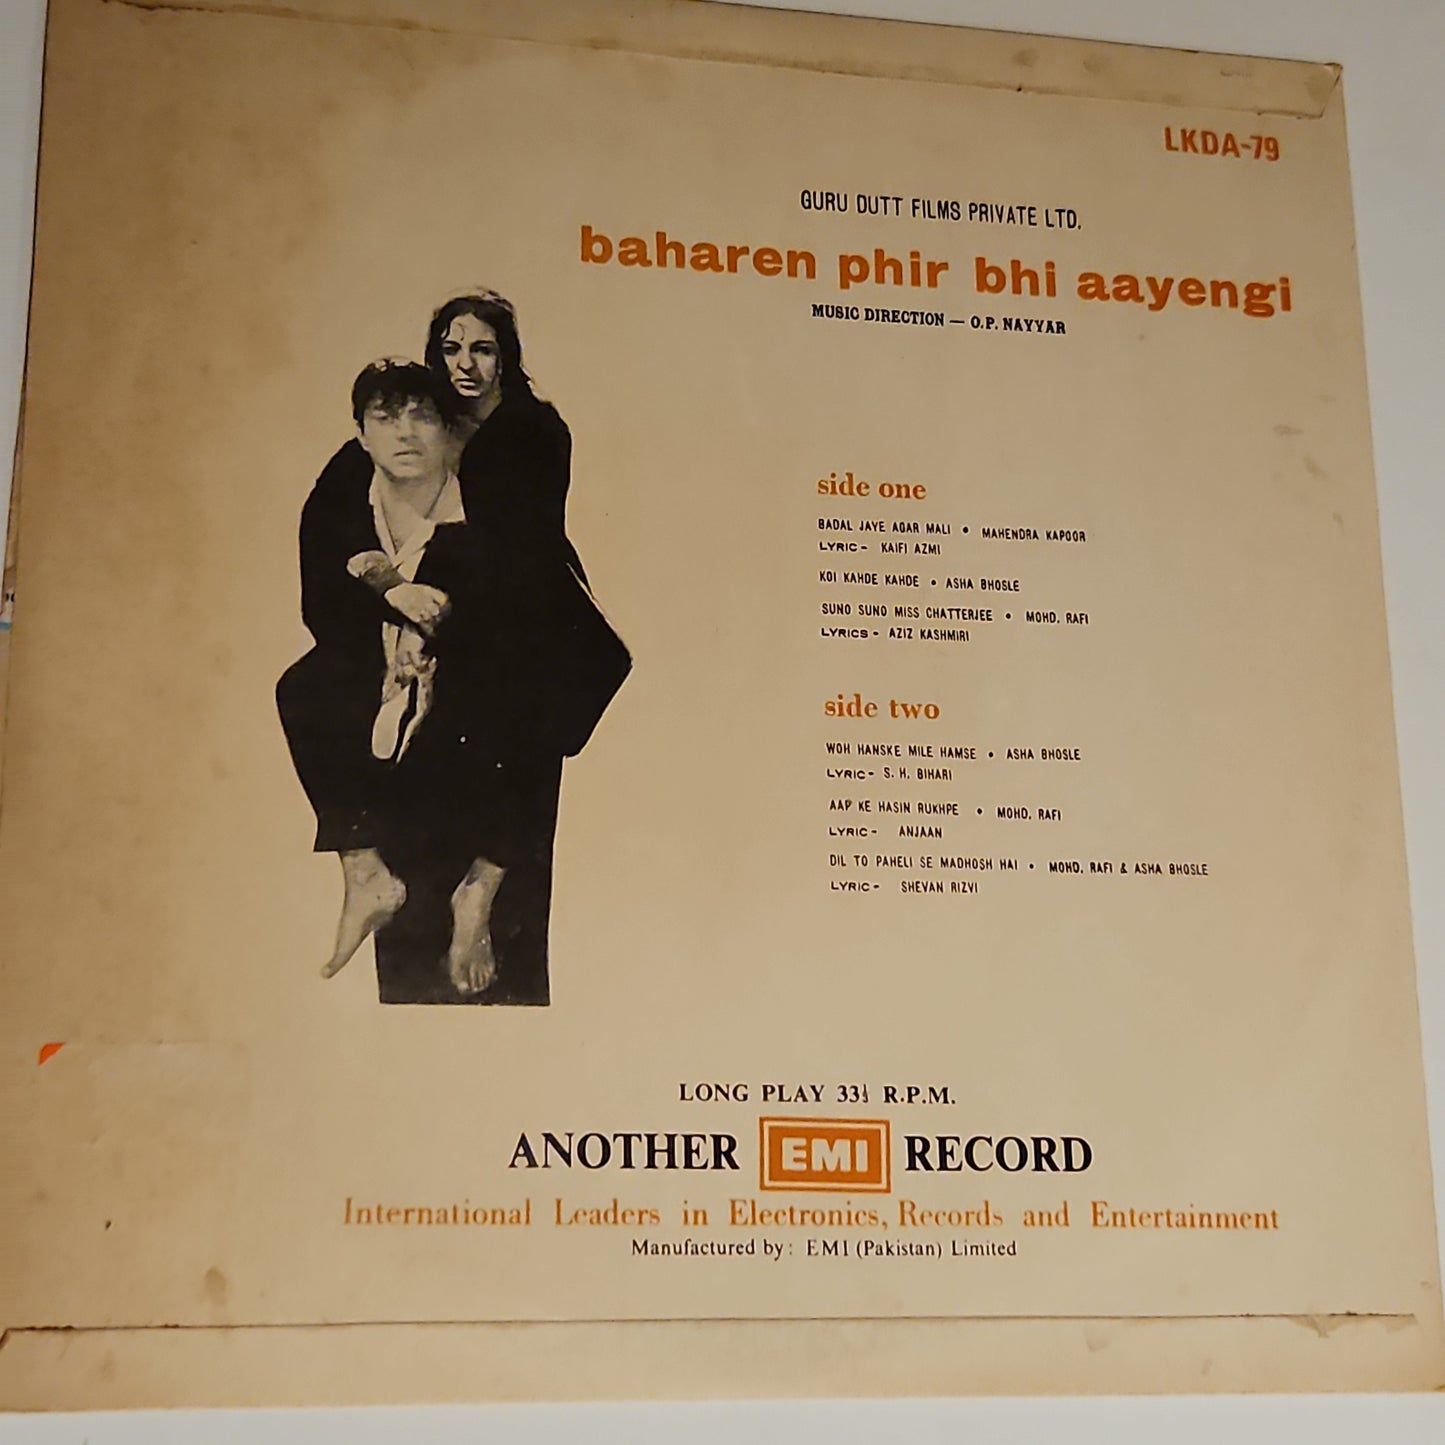 LKDA-79
GURU DUTT FILMS PRIVATE LTD.
baharen phir bhi aayengi
MUSIC DIRECTION — O.P. NAYYAR
side one
BADAL JAYE AGAR MALI • MAHENDRA KAPOOR
LYRIC - KAIFI AZMI
KOI KAHDE KAHDE • ASHA BHOSLE
SUNO SUNO MISS CHATTERJEE • MOHD. RAFI
LYRICS - AZIZ KASHMIRI
side two
WOH HANSKE MILE HAMSE • ASHA BHOSLE
LYRIC - S. H. BIHARI
AAP KE HASIN RUKHPE • MOHD. RAFI
LYRIC - ANJAAN
DIL TO PAHELI SE MADHOSH HAI • MOHD. RAFI & ASHA BHOSLE
LYRIC - SHEVAN RIZVI
LONG PLAY 33⅓ R.P.M.
ANOTHER EMI RECORD
International Leaders in Electronics, Records and Entertainment
Manufactured by : EMI (Pakistan) Limited